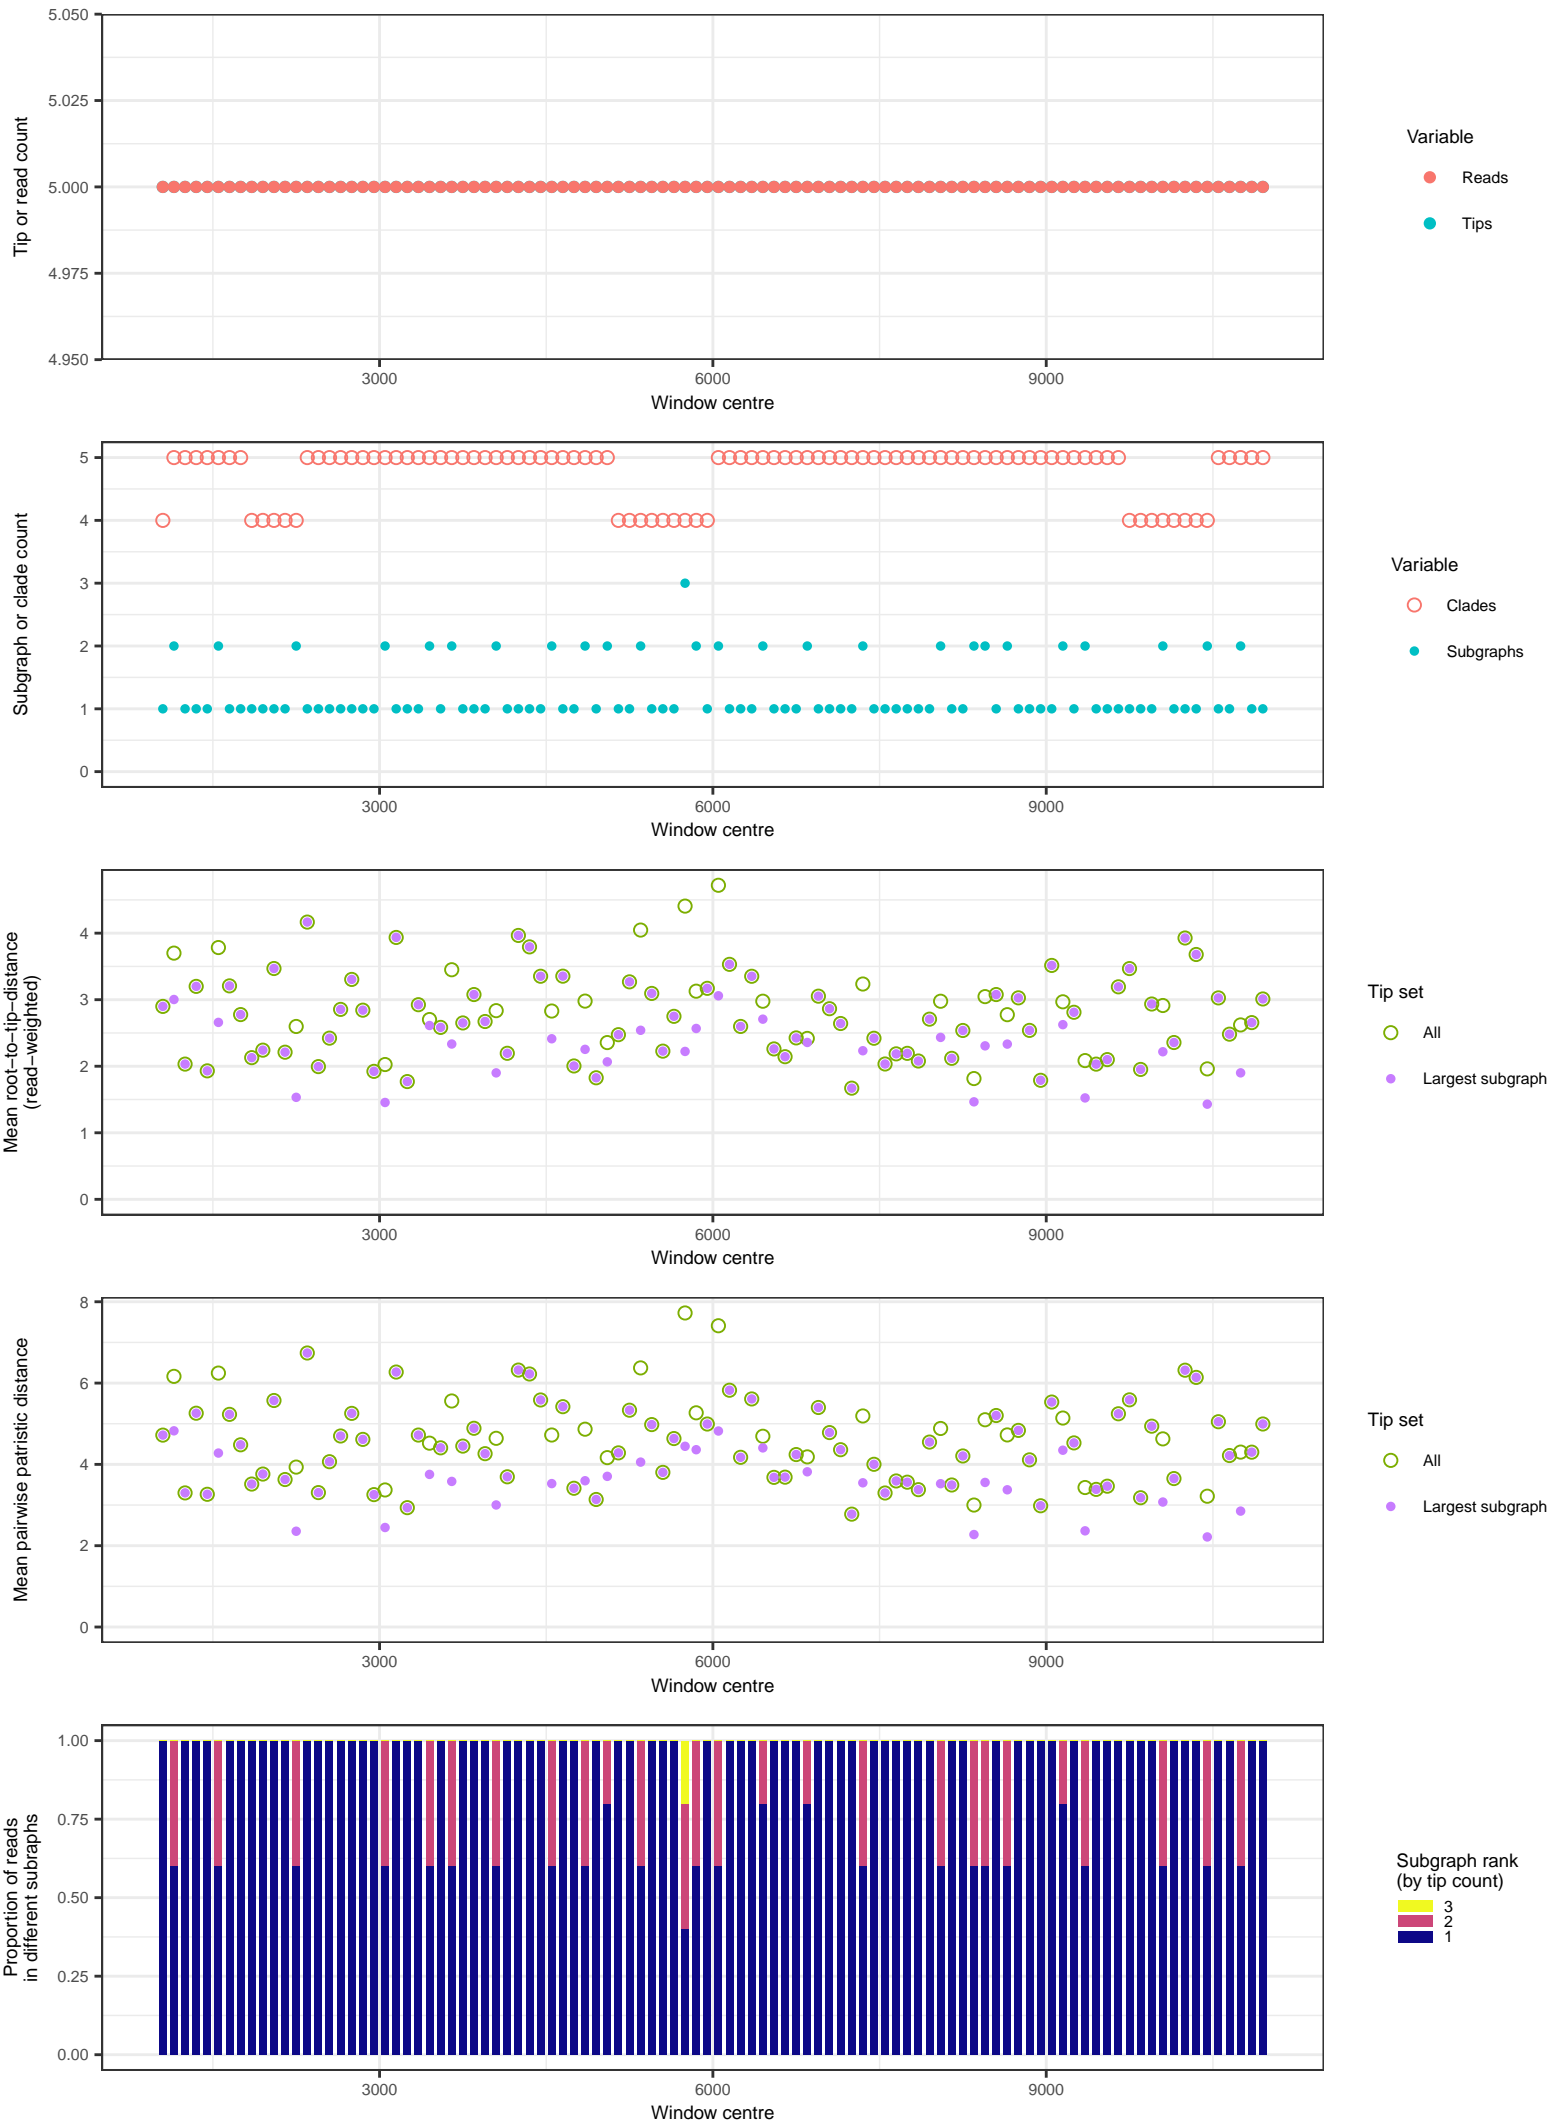 5.050
5.025
5.000
4.975
4.950
Tip or read count
3000 6000 9000
Window centre
Variable
Reads
Tips
5
4
3
2
1
0
Subgraph or clade count
3000 6000 9000
Window centre
Variable
Clades
Subgraphs
4
3
2
1
0
Mean root−to−tip−distance
(read−weighted)
3000 6000 9000
Window centre
Tip set
All
Largest subgraph
8
6
4
2
0
Mean pairwise patristic distance
3000 6000 9000
Window centre
Tip set
All
Largest subgraph
1.00
0.75
0.50
0.25
0.00
Proportion of reads
in different subraphs
3000 6000 9000
Window centre
Subgraph rank
(by tip count)
3
2
1